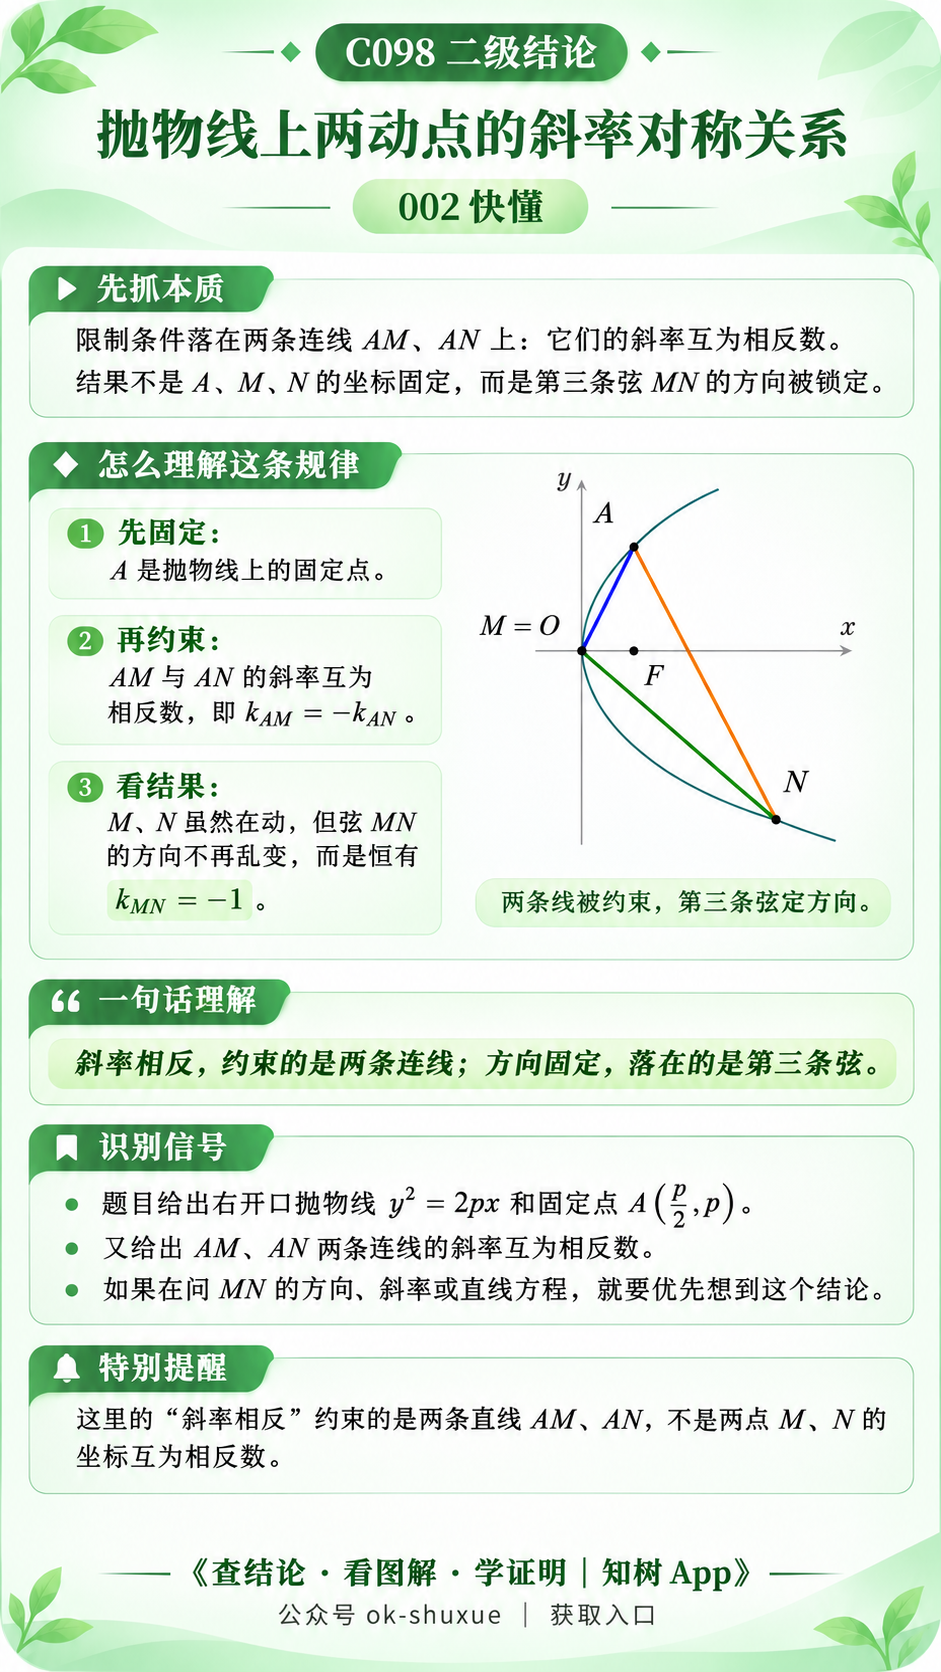 C098 二级结论
抛物线上两动点的斜率对称关系
002 快懂
先抓本质
限制条件落在两条连线 AM、AN 上：它们的斜率互为相反数。
结果不是 A、M、N 的坐标固定，而是第三条弦 MN 的方向被锁定。
怎么理解这条规律
1 先固定：
A 是抛物线上的固定点。
2 再约束：
AM 与 AN 的斜率互为
相反数，即 k_{AM} = −k_{AN} 。
3 看结果：
M、N 虽然在动，但弦 MN
的方向不再乱变，而是恒有
k_{MN} = −1 。
y
A
M = O
x
F
N
两条线被约束，第三条弦定方向。
一句话理解
斜率相反，约束的是两条连线；方向固定，落在的是第三条弦。
识别信号
• 题目给出右开口抛物线 y² = 2px 和固定点 A(p/2, p)。
• 又给出 AM、AN 两条连线的斜率互为相反数。
• 如果在问 MN 的方向、斜率或直线方程，就要优先想到这个结论。
特别提醒
这里的“斜率相反”约束的是两条直线 AM、AN，不是两点 M、N 的
坐标互为相反数。
《查结论·看图解·学证明｜知树 App》
公众号 ok-shuxue ｜ 获取入口